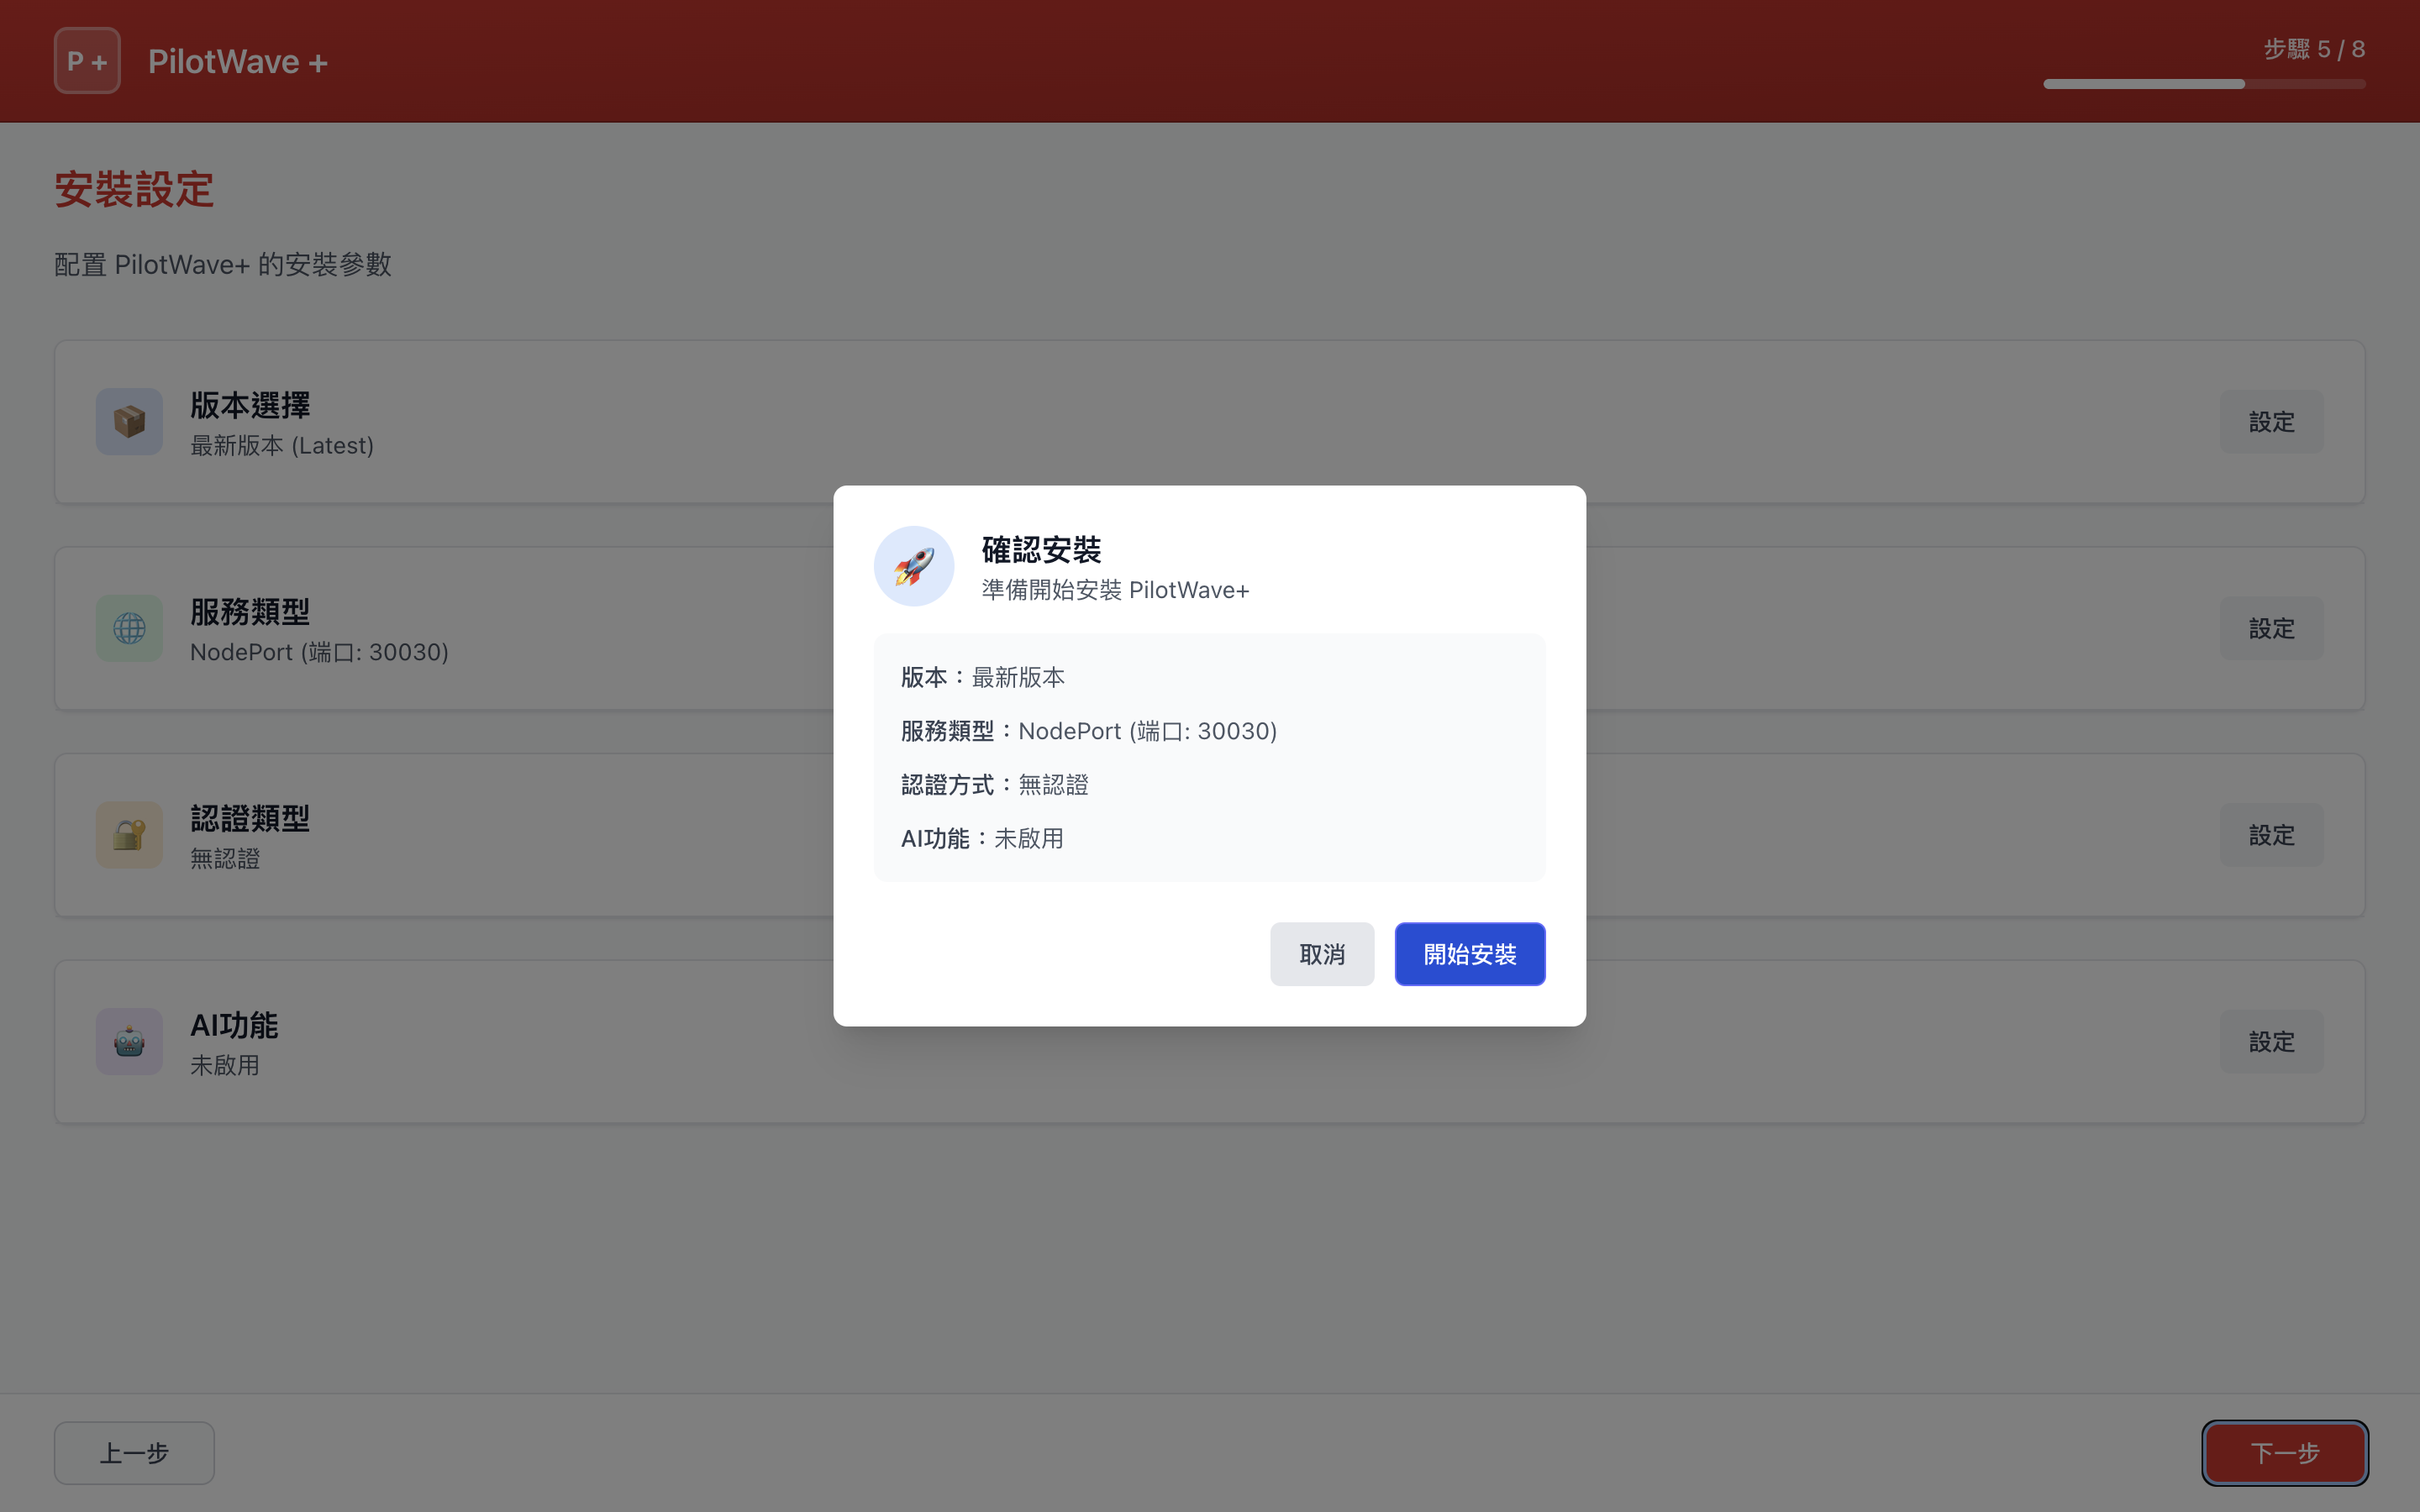 P +
PilotWave +
步驟 5 / 8
安裝設定
配置 PilotWave+ 的安裝參數
版本選擇
最新版本 (Latest)
設定
服務類型
NodePort (端口: 30030)
設定
認證類型
無認證
設定
AI功能
未啟用
設定
確認安裝
準備開始安裝 PilotWave+
版本：最新版本
服務類型：NodePort (端口: 30030)
認證方式：無認證
AI功能：未啟用
取消
開始安裝
上一步
下一步